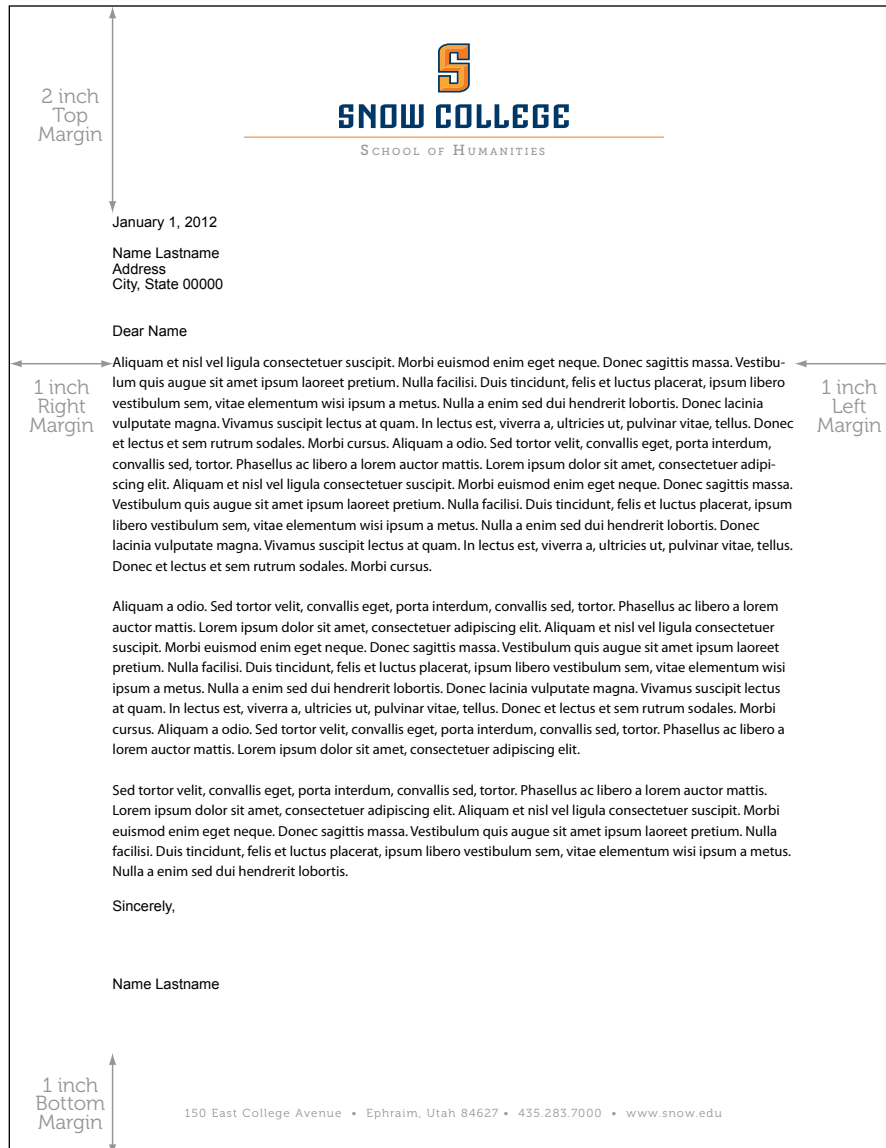 2 inch
Top
Margin
S
SNOW COLLEGE
SCHOOL OF HUMANITIES
January 1, 2012
Name Lastname
Address
City, State 00000
Dear Name
1 inch
Right
Margin
Aliquam et nisl vel ligula consectetuer suscipit. Morbi euismod enim eget neque. Donec sagittis massa. Vestibu-
lum quis augue sit amet ipsum laoreet pretium. Nulla facilisi. Duis tincidunt, felis et luctus placerat, ipsum libero
vestibulum sem, vitae elementum wisi ipsum a metus. Nulla a enim sed dui hendrerit lobortis. Donec lacinia
vulputate magna. Vivamus suscipit lectus at quam. In lectus est, viverra a, ultricies ut, pulvinar vitae, tellus. Donec
et lectus et sem rutrum sodales. Morbi cursus. Aliquam a odio. Sed tortor velit, convallis eget, porta interdum,
convallis sed, tortor. Phasellus ac libero a lorem auctor mattis. Lorem ipsum dolor sit amet, consectetuer adipi-
scing elit. Aliquam et nisl vel ligula consectetuer suscipit. Morbi euismod enim eget neque. Donec sagittis massa.
Vestibulum quis augue sit amet ipsum laoreet pretium. Nulla facilisi. Duis tincidunt, felis et luctus placerat, ipsum
libero vestibulum sem, vitae elementum wisi ipsum a metus. Nulla a enim sed dui hendrerit lobortis. Donec
lacinia vulputate magna. Vivamus suscipit lectus at quam. In lectus est, viverra a, ultricies ut, pulvinar vitae, tellus.
Donec et lectus et sem rutrum sodales. Morbi cursus.
1 inch
Left
Margin
Aliquam a odio. Sed tortor velit, convallis eget, porta interdum, convallis sed, tortor. Phasellus ac libero a lorem
auctor mattis. Lorem ipsum dolor sit amet, consectetuer adipiscing elit. Aliquam et nisl vel ligula consectetuer
suscipit. Morbi euismod enim eget neque. Donec sagittis massa. Vestibulum quis augue sit amet ipsum laoreet
pretium. Nulla facilisi. Duis tincidunt, felis et luctus placerat, ipsum libero vestibulum sem, vitae elementum wisi
ipsum a metus. Nulla a enim sed dui hendrerit lobortis. Donec lacinia vulputate magna. Vivamus suscipit lectus
at quam. In lectus est, viverra a, ultricies ut, pulvinar vitae, tellus. Donec et lectus et sem rutrum sodales. Morbi
cursus. Aliquam a odio. Sed tortor velit, convallis eget, porta interdum, convallis sed, tortor. Phasellus ac libero a
lorem auctor mattis. Lorem ipsum dolor sit amet, consectetuer adipiscing elit.
Sed tortor velit, convallis eget, porta interdum, convallis sed, tortor. Phasellus ac libero a lorem auctor mattis.
Lorem ipsum dolor sit amet, consectetuer adipiscing elit. Aliquam et nisl vel ligula consectetuer suscipit. Morbi
euismod enim eget neque. Donec sagittis massa. Vestibulum quis augue sit amet ipsum laoreet pretium. Nulla
facilisi. Duis tincidunt, felis et luctus placerat, ipsum libero vestibulum sem, vitae elementum wisi ipsum a metus.
Nulla a enim sed dui hendrerit lobortis.
Sincerely,
Name Lastname
1 inch
Bottom
Margin
150 East College Avenue • Ephraim, Utah 84627 • 435.283.7000 • www.snow.edu